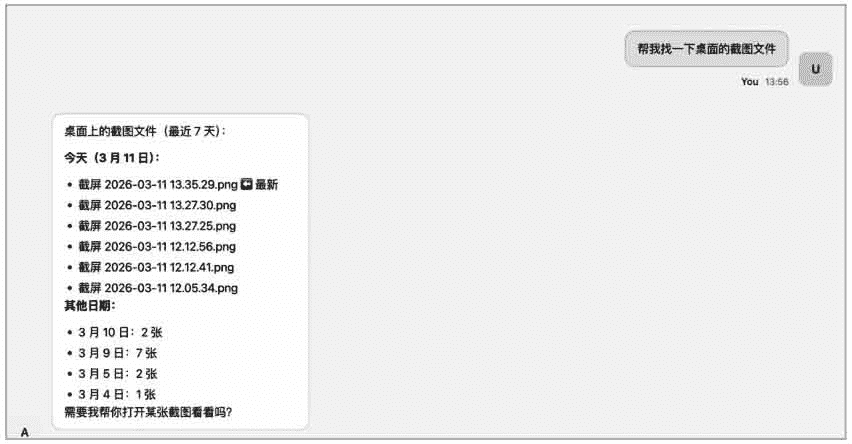 帮我找一下桌面的截图文件
U
You 13:56
桌面上的截图文件（最近 7 天）：
今天（3 月 11 日）：
• 截屏 2026-03-11 13.35.29.png ⬅ 最新
• 截屏 2026-03-11 13.27.30.png
• 截屏 2026-03-11 13.27.25.png
• 截屏 2026-03-11 12.12.56.png
• 截屏 2026-03-11 12.12.41.png
• 截屏 2026-03-11 12.05.34.png
其他日期：
• 3 月 10 日：2 张
• 3 月 9 日：7 张
• 3 月 5 日：2 张
• 3 月 4 日：1 张
需要我帮你打开某张截图看看吗？
A